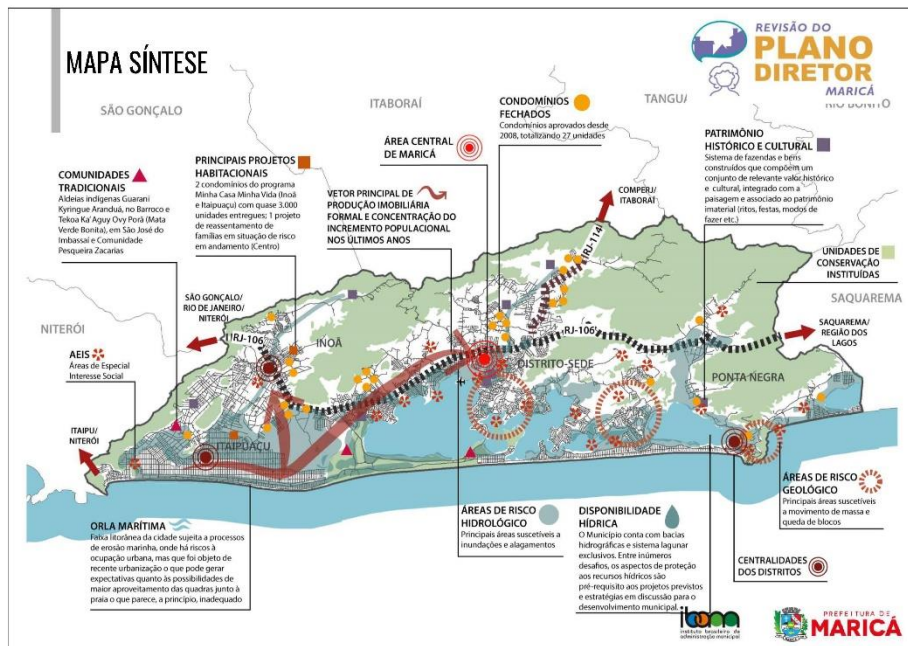 MAPA SÍNTESE
REVISÃO DO
PLANO
DIRETOR
MARICÁ
SÃO GONÇALO
ITABORAÍ
TANGUÁ
RIO BONITO
CONDOMÍNIOS
FECHADOS
Condomínios aprovados desde
2008, totalizando 27 unidades
ÁREA CENTRAL
DE MARICÁ
PATRIMÔNIO
HISTÓRICO E CULTURAL
Sistema de fazendas e bens
construídos que compõem um
conjunto de relevante valor histórico
e cultural, integrado com a
paisagem e associado ao patrimônio
imaterial (ritos, festas, modos de
fazer etc.)
COMUNIDADES
TRADICIONAIS
Aldeias indígenas Guarani
Kyringue Aranduá, no Barroco e
Tekoa Ka'Aguy Ovy Porã (Mata
Verde Bonita), em São José do
Imbassaí e Comunidade
Pesqueira Zacarias
PRINCIPAIS PROJETOS
HABITACIONAIS
2 condomínios do programa
Minha Casa Minha Vida (Inoã
e Itaipuaçu) com quase 3.000
unidades entregues; 1 projeto
de reassentamento de
famílias em situação de risco
em andamento (Centro)
VETOR PRINCIPAL DE
PRODUÇÃO IMOBILIÁRIA
FORMAL E CONCENTRAÇÃO DO
INCREMENTO POPULACIONAL
NOS ÚLTIMOS ANOS
COMPERJ/
ITABORAÍ
RJ-114
UNIDADES DE
CONSERVAÇÃO
INSTITUÍDAS
SAQUAREMA
SÃO GONÇALO/
RIO DE JANEIRO/
NITERÓI
NITERÓI
RJ-106
INOÃ
RJ-106
SAQUAREMA/
REGIÃO DOS
LAGOS
AEIS
Áreas de Especial
Interesse Social
DISTRITO-SEDE
PONTA NEGRA
ITAIPU/
NITERÓI
ITAIPUAÇU
ORLA MARÍTIMA
Faixa litorânea da cidade sujeita a processos
de erosão marinha, onde há riscos à
ocupação urbana, mas que foi objeto de
recente urbanização o que pode gerar
expectativas quanto às possibilidades de
maior aproveitamento das quadras junto à
praia o que parece, a princípio, inadequado
ÁREAS DE RISCO
HIDROLÓGICO
Principais áreas suscetíveis a
inundações e alagamentos
DISPONIBILIDADE
HÍDRICA
O Município conta com bacias
hidrográficas e sistema lagunar
exclusivos. Entre inúmeros
desafios, os aspectos de proteção
aos recursos hídricos são
pré-requisito aos projetos previstos
e estratégias em discussão para o
desenvolvimento municipal.
ÁREAS DE RISCO
GEOLÓGICO
Principais áreas suscetíveis
a movimento de massa e
queda de blocos
CENTRALIDADES
DOS DISTRITOS
ibam
instituto brasileiro de
administração municipal
PREFEITURA DE
MARICÁ